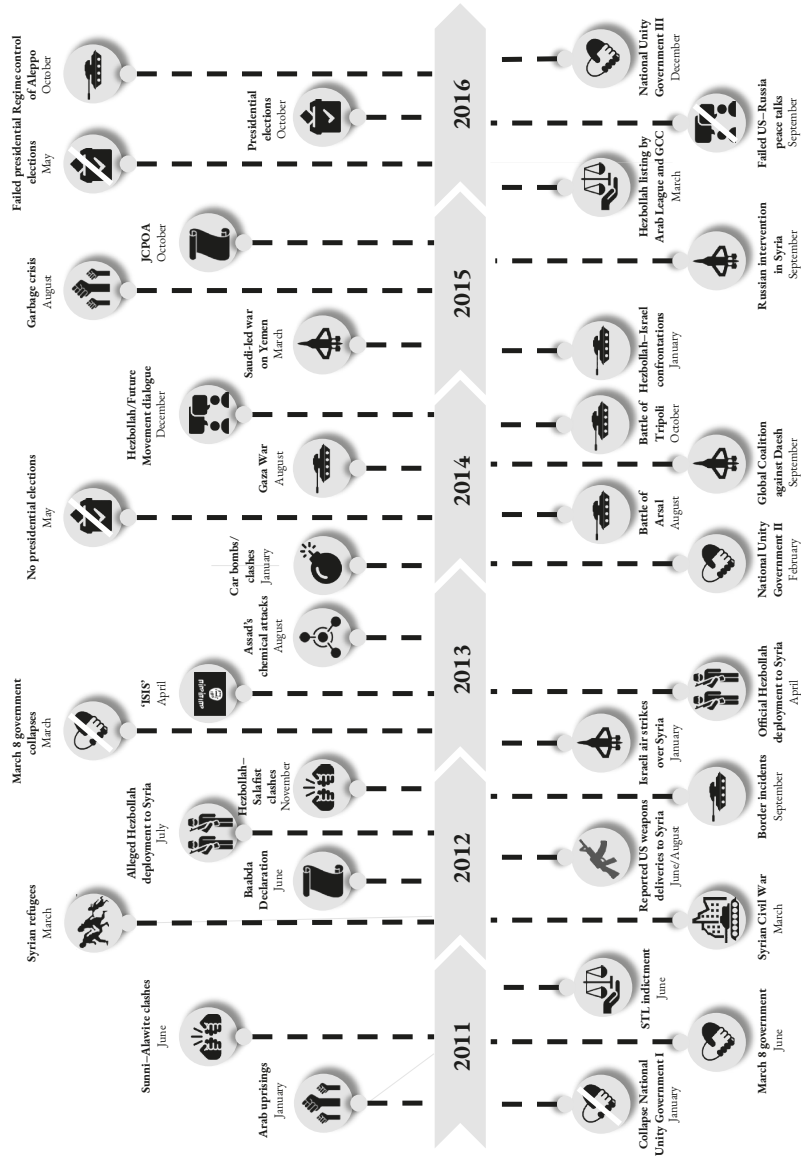 Syrian refugees
March
March 8 government
collapses
March
No presidential elections
May
Garbage crisis
August
Failed presidential
elections
May
Regime control
of Aleppo
October
Sunni–Alawite clashes
June
Alleged Hezbollah
deployment to Syria
July
‘ISIS’
April
Hezbollah/Future
Movement dialogue
December
JCPOA
October
Arab uprisings
January
Baabda
Declaration
June
Hezbollah–
Salafist
clashes
November
Assad’s
chemical attacks
August
Car bombs/
clashes
January
Gaza War
August
Saudi-led war
on Yemen
March
Presidential
elections
October
2011
2012
2013
2014
2015
2016
Collapse National
Unity Government I
January
STL indictment
June
Reported US weapons
deliveries to Syria
June/August
Israeli air strikes
over Syria
January
Battle of
Arsal
August
Battle of
Tripoli
October
Hezbollah–Israel
confrontations
January
Hezbollah listing by
Arab League and GCC
March
National Unity
Government III
December
March 8 government
June
Syrian Civil War
March
Border incidents
September
Official Hezbollah
deployment to Syria
April
National Unity
Government II
February
Global Coalition
against Daesh
September
Russian intervention
in Syria
September
Failed US–Russia
peace talks
September